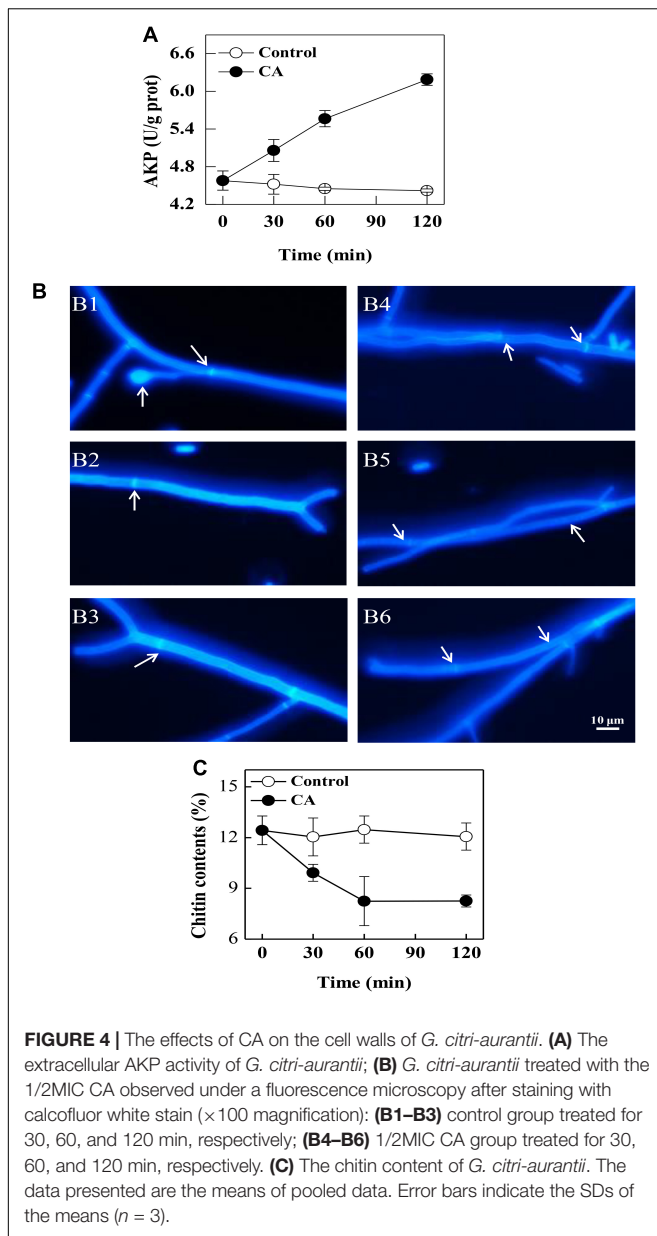 A
Control
CA
AKP (U/g prot)
6.6
6.0
5.4
4.8
4.2
0 30 60 90 120
Time (min)
B
B1
B4
B2
B5
B3
B6
10 μm
C
Control
CA
Chitin contents (%)
15
12
9
6
0 30 60 90 120
Time (min)
FIGURE 4 | The effects of CA on the cell walls of G. citri-aurantii. (A) The
extracellular AKP activity of G. citri-aurantii; (B) G. citri-aurantii treated with the
1/2MIC CA observed under a fluorescence microscopy after staining with
calcofluor white stain (×100 magnification): (B1–B3) control group treated for
30, 60, and 120 min, respectively; (B4–B6) 1/2MIC CA group treated for 30,
60, and 120 min, respectively. (C) The chitin content of G. citri-aurantii. The
data presented are the means of pooled data. Error bars indicate the SDs of
the means (n = 3).